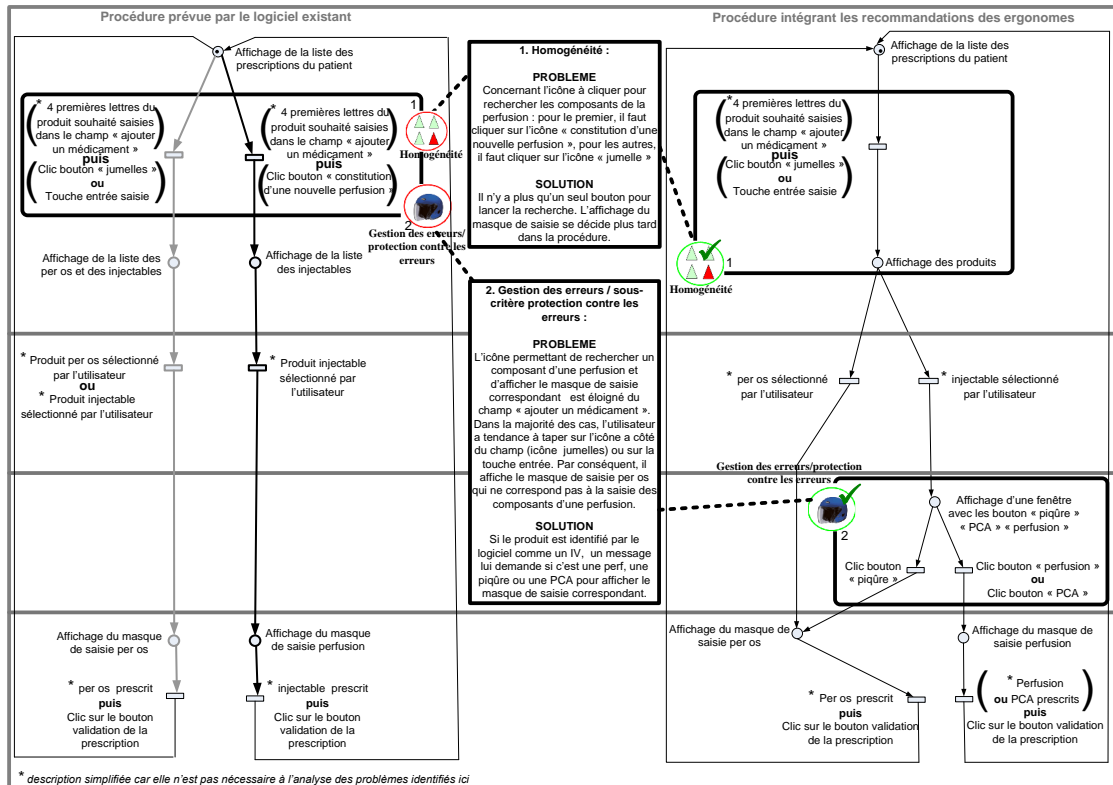 Procédure prévue par le logiciel existant
Affichage de la liste des
prescriptions du patient
* 4 premières lettres du
produit souhaité saisies
dans le champ « ajouter
un médicament »
puis
Clic bouton « jumelles »
ou
Touche entrée saisie
* 4 premières lettres du
produit souhaité saisies
dans le champ « ajouter
un médicament »
puis
Clic bouton « constitution
d'une nouvelle perfusion »
1
Homogénéité
2
Gestion des erreurs/
protection contre les
erreurs
Affichage de la liste des
per os et des injectables
Affichage de la liste
des injectables
* Produit per os sélectionné
par l'utilisateur
ou
* Produit injectable
sélectionné par l'utilisateur
* Produit injectable
sélectionné par
l'utilisateur
Affichage du masque
de saisie per os
Affichage du masque
de saisie perfusion
* per os prescrit
puis
Clic sur le bouton
validation de la
prescription
* injectable prescrit
puis
Clic sur le bouton
validation de la
prescription
* description simplifiée car elle n'est pas nécessaire à l'analyse des problèmes identifiés ici
1. Homogénéité :
PROBLEME
Concernant l'icône à cliquer pour
rechercher les composants de la
perfusion : pour le premier, il faut
cliquer sur l'icône « constitution d'une
nouvelle perfusion », pour les autres,
il faut cliquer sur l'icône « jumelle »
SOLUTION
Il n'y a plus qu'un seul bouton pour
lancer la recherche. L'affichage du
masque de saisie se décide plus tard
dans la procédure.
2. Gestion des erreurs / sous-
critère protection contre les
erreurs :
PROBLEME
L'icône permettant de rechercher un
composant d'une perfusion et
d'afficher le masque de saisie
correspondant est éloigné du
champ « ajouter un médicament ».
Dans la majorité des cas, l'utilisateur
a tendance à taper sur l'icône a côté
du champ (icône jumelles) ou sur la
touche entrée. Par conséquent, il
affiche le masque de saisie per os
qui ne correspond pas à la saisie des
composants d'une perfusion.
SOLUTION
Si le produit est identifié par le
logiciel comme un IV, un message
lui demande si c'est une perf, une
piqûre ou une PCA pour afficher le
masque de saisie correspondant.
Procédure intégrant les recommandations des ergonomes
Affichage de la liste des
prescriptions du patient
* 4 premières lettres du
produit souhaité saisies
dans le champ « ajouter
un médicament »
puis
Clic bouton « jumelles »
ou
Touche entrée saisie
1
Homogénéité
Affichage des produits
* per os sélectionné
par l'utilisateur
* injectable sélectionné
par l'utilisateur
Gestion des erreurs/protection
contre les erreurs
2
Affichage d'une fenêtre
avec les bouton « piqûre »
« PCA » « perfusion »
Clic bouton
« piqûre »
Clic bouton « perfusion »
ou
Clic bouton « PCA »
Affichage du masque de
saisie per os
Affichage du masque de
saisie perfusion
* Per os prescrit
puis
Clic sur le bouton validation
de la prescription
* Perfusion
ou PCA prescrits
puis
Clic sur le bouton validation
de la prescription